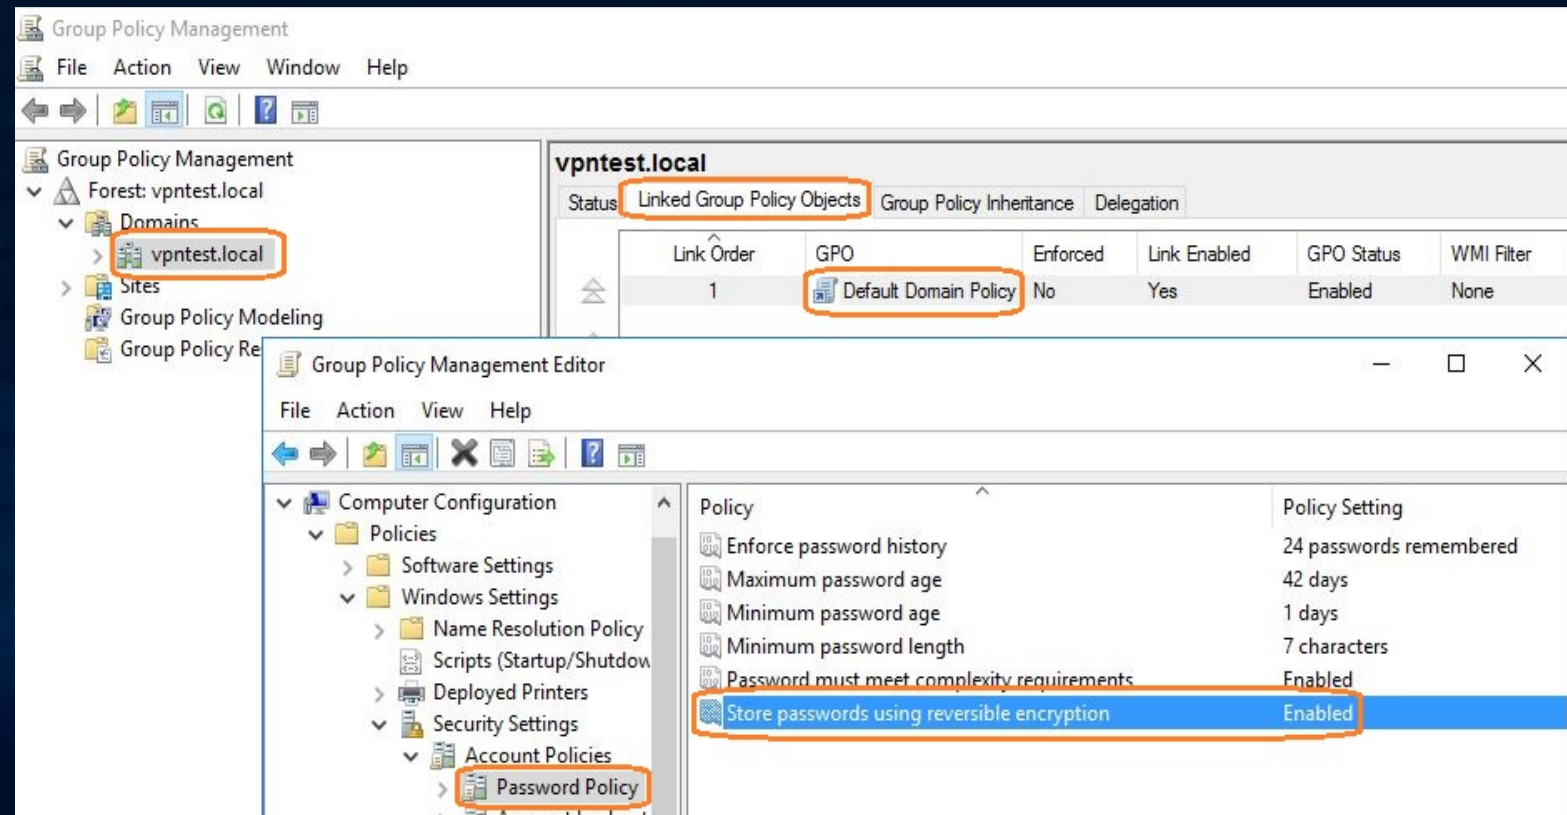 Group Policy Management
File Action View Window Help
Group Policy Management
Forest: vpntest.local
Domains
vpntest.local
Sites
Group Policy Modeling
Group Policy Re
vpntest.local
Status Linked Group Policy Objects Group Policy Inheritance Delegation
Link Order GPO Enforced Link Enabled GPO Status WMI Filter
1 Default Domain Policy No Yes Enabled None
Group Policy Management Editor
File Action View Help
Computer Configuration
Policies
Software Settings
Windows Settings
Name Resolution Policy
Scripts (Startup/Shutdow
Deployed Printers
Security Settings
Account Policies
Password Policy
Policy Policy Setting
Enforce password history 24 passwords remembered
Maximum password age 42 days
Minimum password age 1 days
Minimum password length 7 characters
Password must meet complexity requirements Enabled
Store passwords using reversible encryption Enabled